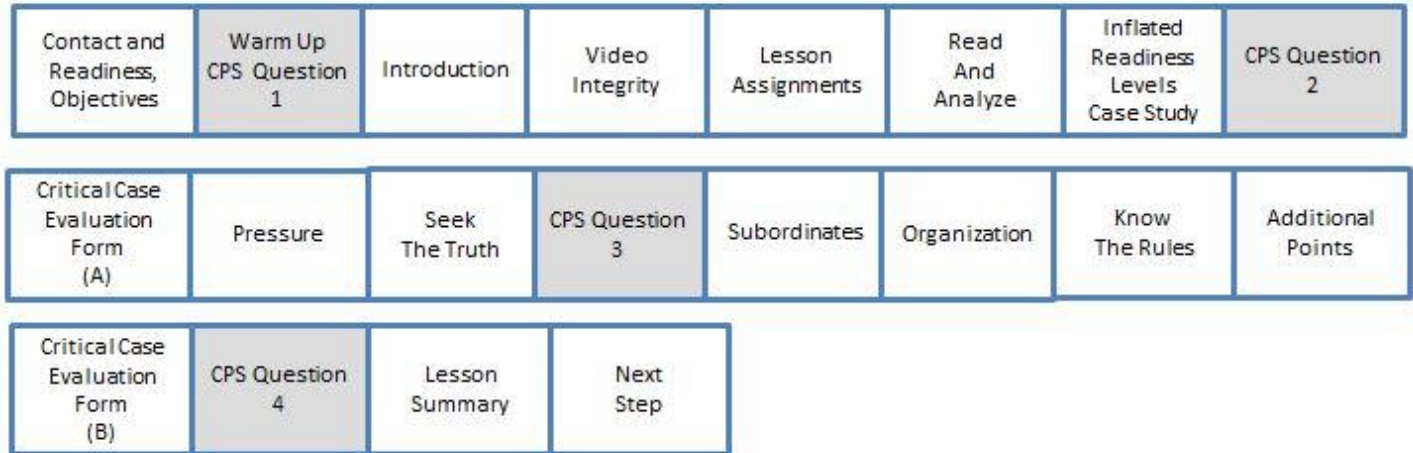 Contact and
Readiness,
Objectives
Warm Up
CPS Question
1
Introduction
Video
Integrity
Lesson
Assignments
Read
And
Analyze
Inflated
Readiness
Levels
Case Study
CPS Question
2
Critical Case
Evaluation
Form
(A)
Pressure
Seek
The Truth
CPS Question
3
Subordinates
Organization
Know
The Rules
Additional
Points
Critical Case
Evaluation
Form
(B)
CPS Question
4
Lesson
Summary
Next
Step